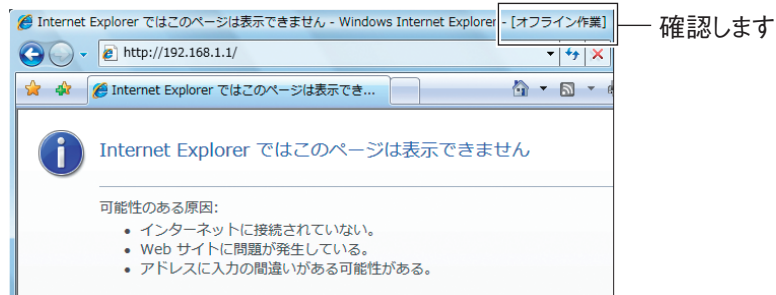 Internet Explorer ではこのページは表示できません - Windows Internet Explorer - [オフライン作業]
確認します
http://192.168.1.1/
Internet Explorer ではこのページは表示でき...
Internet Explorer ではこのページは表示できません
可能性のある原因:
• インターネットに接続されていない。
• Web サイトに問題が発生している。
• アドレスに入力の間違いがある可能性がある。